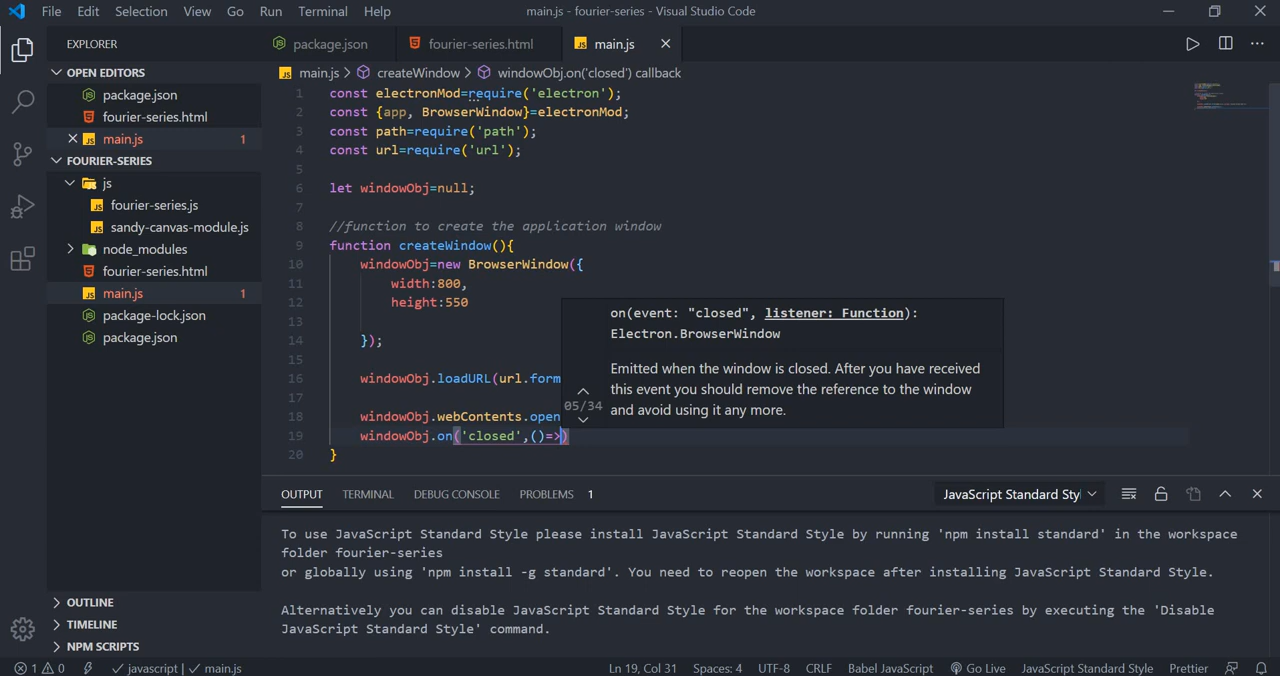 File Edit Selection View Go Run Terminal Help main.js - fourier-series - Visual Studio Code
EXPLORER
OPEN EDITORS
package.json
fourier-series.html
main.js 1
FOURIER-SERIES
js
fourier-series.js
sandy-canvas-module.js
node_modules
fourier-series.html
main.js 1
package-lock.json
package.json
OUTLINE
TIMELINE
NPM SCRIPTS
package.json fourier-series.html main.js
main.js > createWindow > windowObj.on('closed') callback
1 const electronMod=require('electron');
2 const {app, BrowserWindow}=electronMod;
3 const path=require('path');
4 const url=require('url');
5
6 let windowObj=null;
7
8 //function to create the application window
9 function createWindow(){
10 windowObj=new BrowserWindow({
11 width:800,
12 height:550
13
14 });
15
16 windowObj.loadURL(url.form
17
18 windowObj.webContents.open
19 windowObj.on('closed',()=>)
20 }
on(event: "closed", listener: Function):
Electron.BrowserWindow
Emitted when the window is closed. After you have received
this event you should remove the reference to the window
05/34 and avoid using it any more.
OUTPUT TERMINAL DEBUG CONSOLE PROBLEMS 1 JavaScript Standard Styl
To use JavaScript Standard Style please install JavaScript Standard Style by running 'npm install standard' in the workspace
folder fourier-series
or globally using 'npm install -g standard'. You need to reopen the workspace after installing JavaScript Standard Style.
Alternatively you can disable JavaScript Standard Style for the workspace folder fourier-series by executing the 'Disable
JavaScript Standard Style' command.
1 0 javascript | main.js Ln 19, Col 31 Spaces: 4 UTF-8 CRLF Babel JavaScript Go Live JavaScript Standard Style Prettier